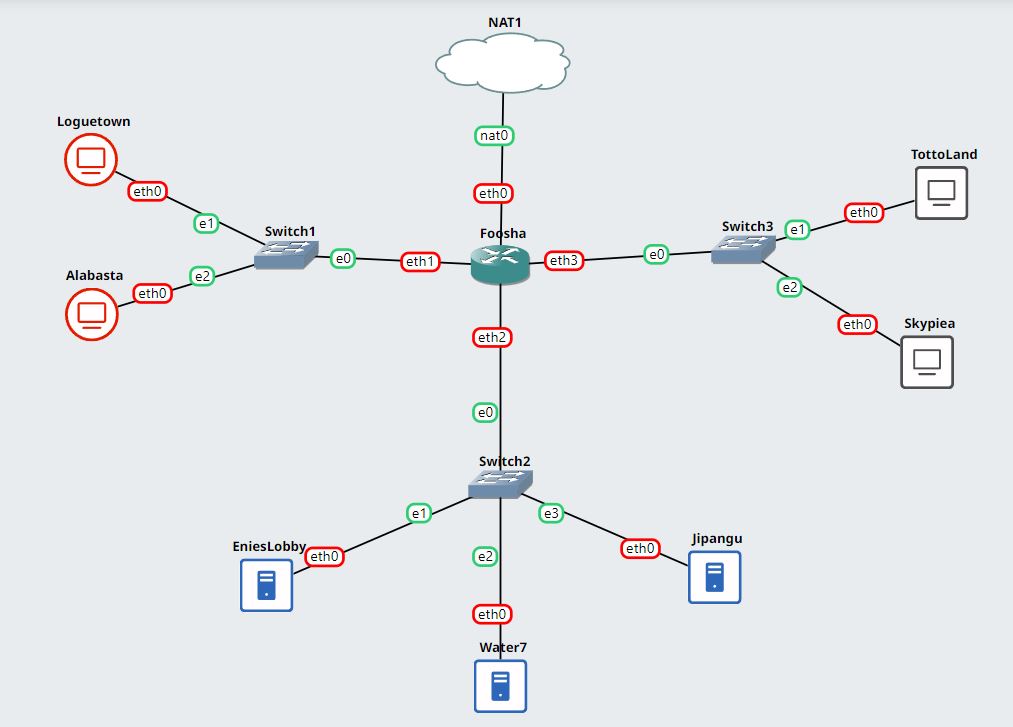 NAT1
nat0
eth0
Loguetown
eth0
e1
Switch1
e0
eth1
Foosha
eth3
e0
Switch3
e1
eth0
TottoLand
Alabasta
eth0
e2
e2
eth0
Skypiea
eth2
e0
Switch2
e1
e3
EniesLobby
eth0
e2
eth0
Jipangu
eth0
Water7